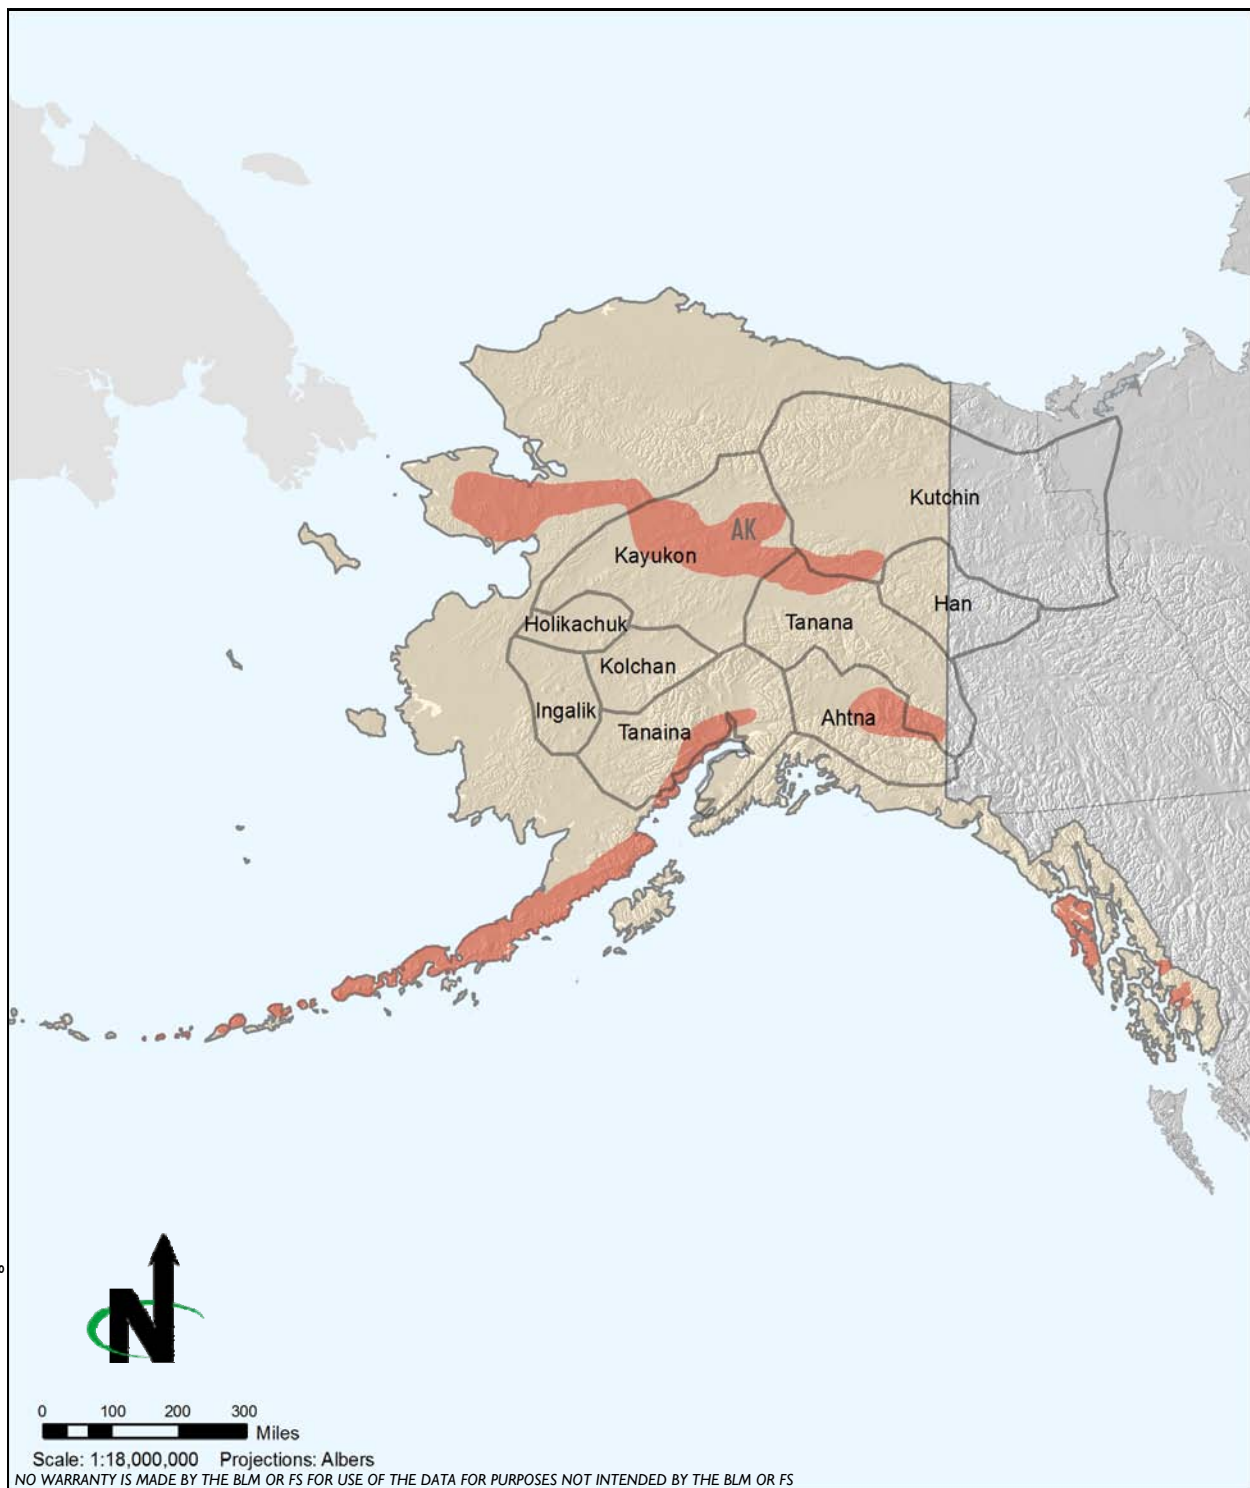 Kutchin
AK
Kayukon
Han
Holikachuk
Tanana
Kolchan
Ingalik
Ahtna
Tanaina
N
0 100 200 300
Miles
Scale: 1:18,000,000 Projections: Albers
NO WARRANTY IS MADE BY THE BLM OR FS FOR USE OF THE DATA FOR PURPOSES NOT INTENDED BY THE BLM OR FS